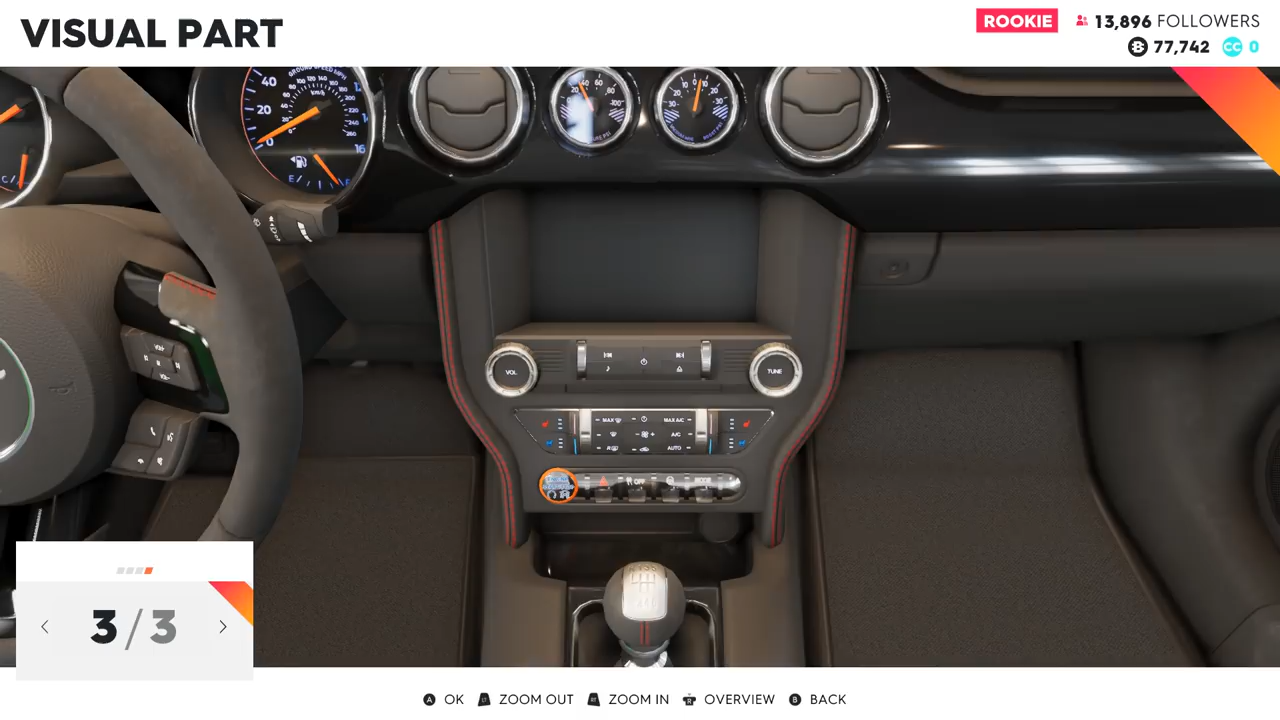 VISUAL PART
ROOKIE
13,896 FOLLOWERS
77,742
CC 0
40
20
0
E
VOL
TUNE
MAX
MAX A/C
A/C
AUTO
OFF
3 / 3
A OK
ZOOM OUT
ZOOM IN
R OVERVIEW
B BACK